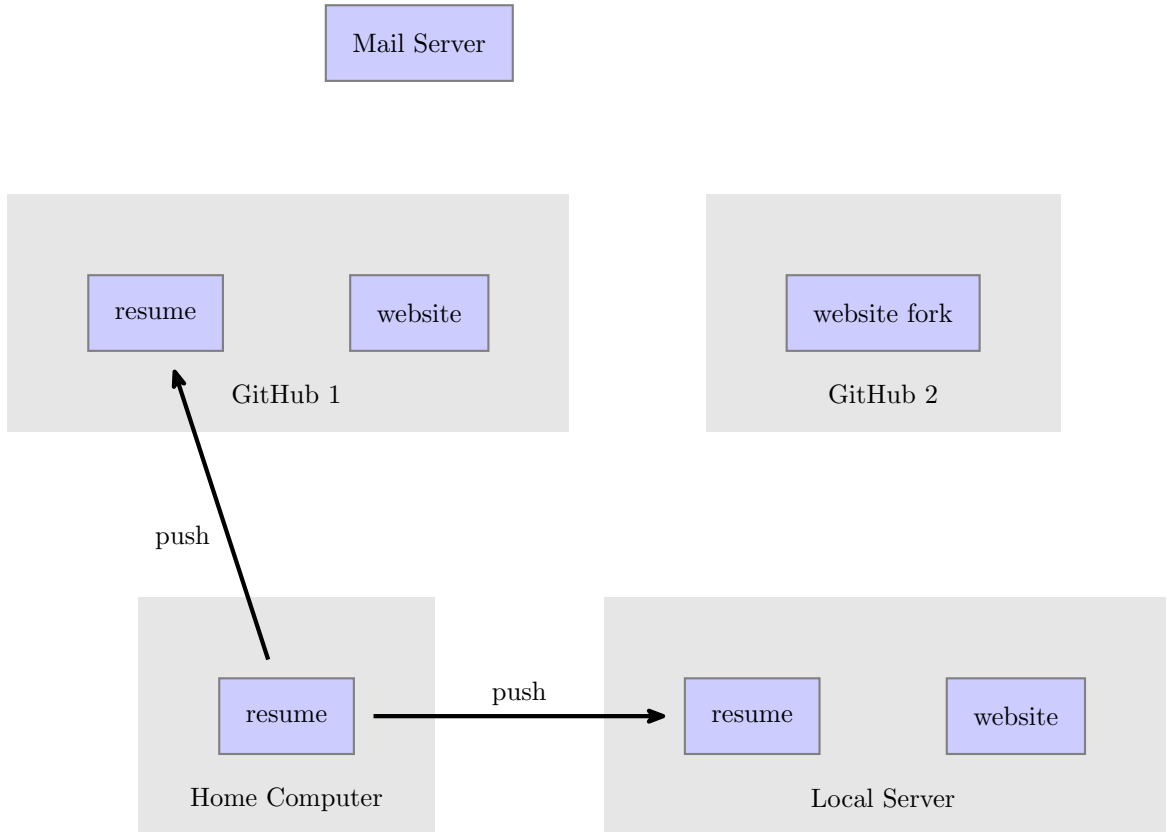 Mail Server
resume
website
website fork
GitHub 1
GitHub 2
push
push
resume
resume
website
Home Computer
Local Server